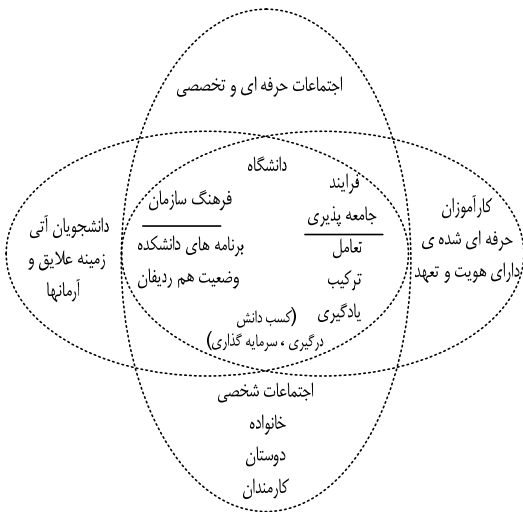 اجتماعات حرفه ای و تخصصی
دانشگاه
فرایند
جامعه پذیری
تعامل
ترکیب
یادگیری
فرهنگ سازمان
برنامه های دانشکده
وضعیت هم ردیفان
(کسب دانش
درگیری ، سرمایه گذاری)
کارآموزان
حرفه ای شده ی
دارای هویت و تعهد
دانشجویان آتی
زمینه علایق و
آرمانها
اجتماعات شخصی
خانواده
دوستان
کارمندان